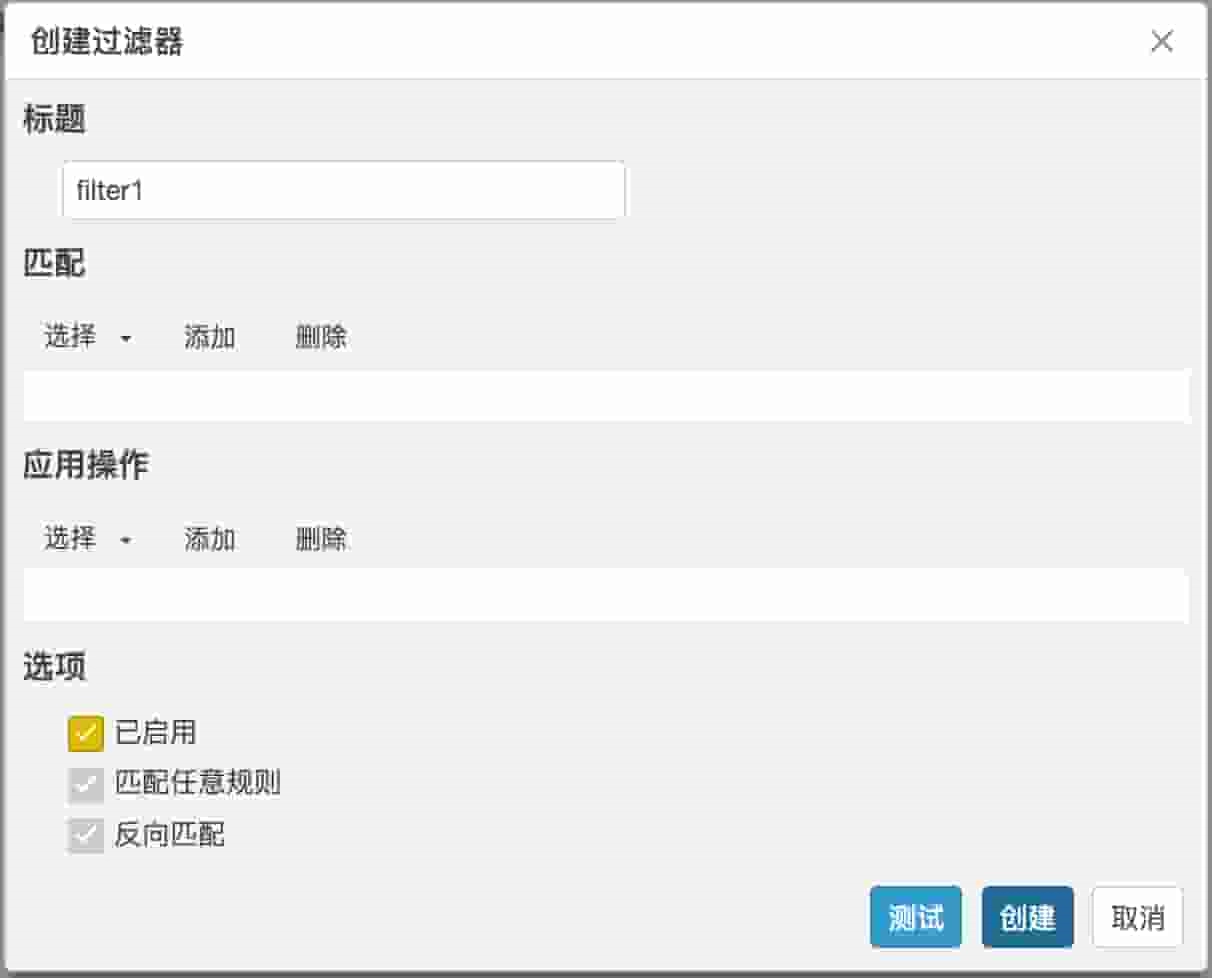 创建过滤器
标题
filter1
匹配
选择 添加 删除
应用操作
选择 添加 删除
选项
已启用
匹配任意规则
反向匹配
测试 创建 取消